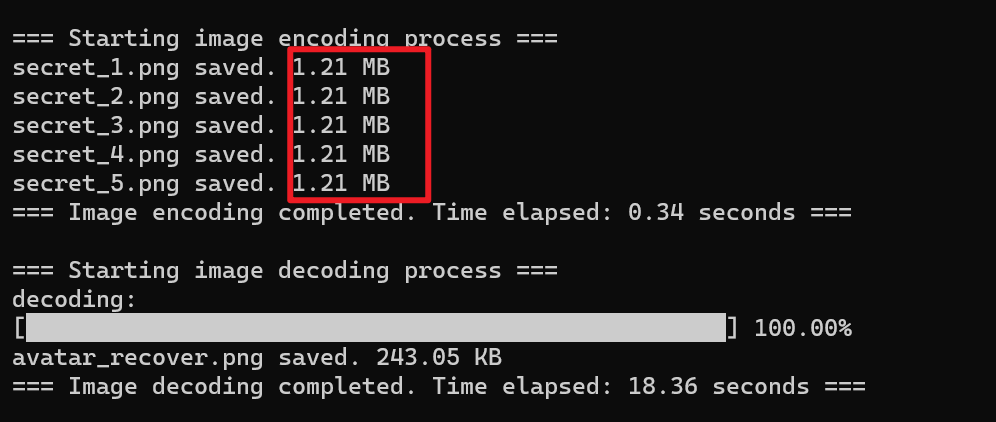 === Starting image encoding process ===
secret_1.png saved. 1.21 MB
secret_2.png saved. 1.21 MB
secret_3.png saved. 1.21 MB
secret_4.png saved. 1.21 MB
secret_5.png saved. 1.21 MB
=== Image encoding completed. Time elapsed: 0.34 seconds ===
=== Starting image decoding process ===
decoding:
[] 100.00%
avatar_recover.png saved. 243.05 KB
=== Image decoding completed. Time elapsed: 18.36 seconds ===